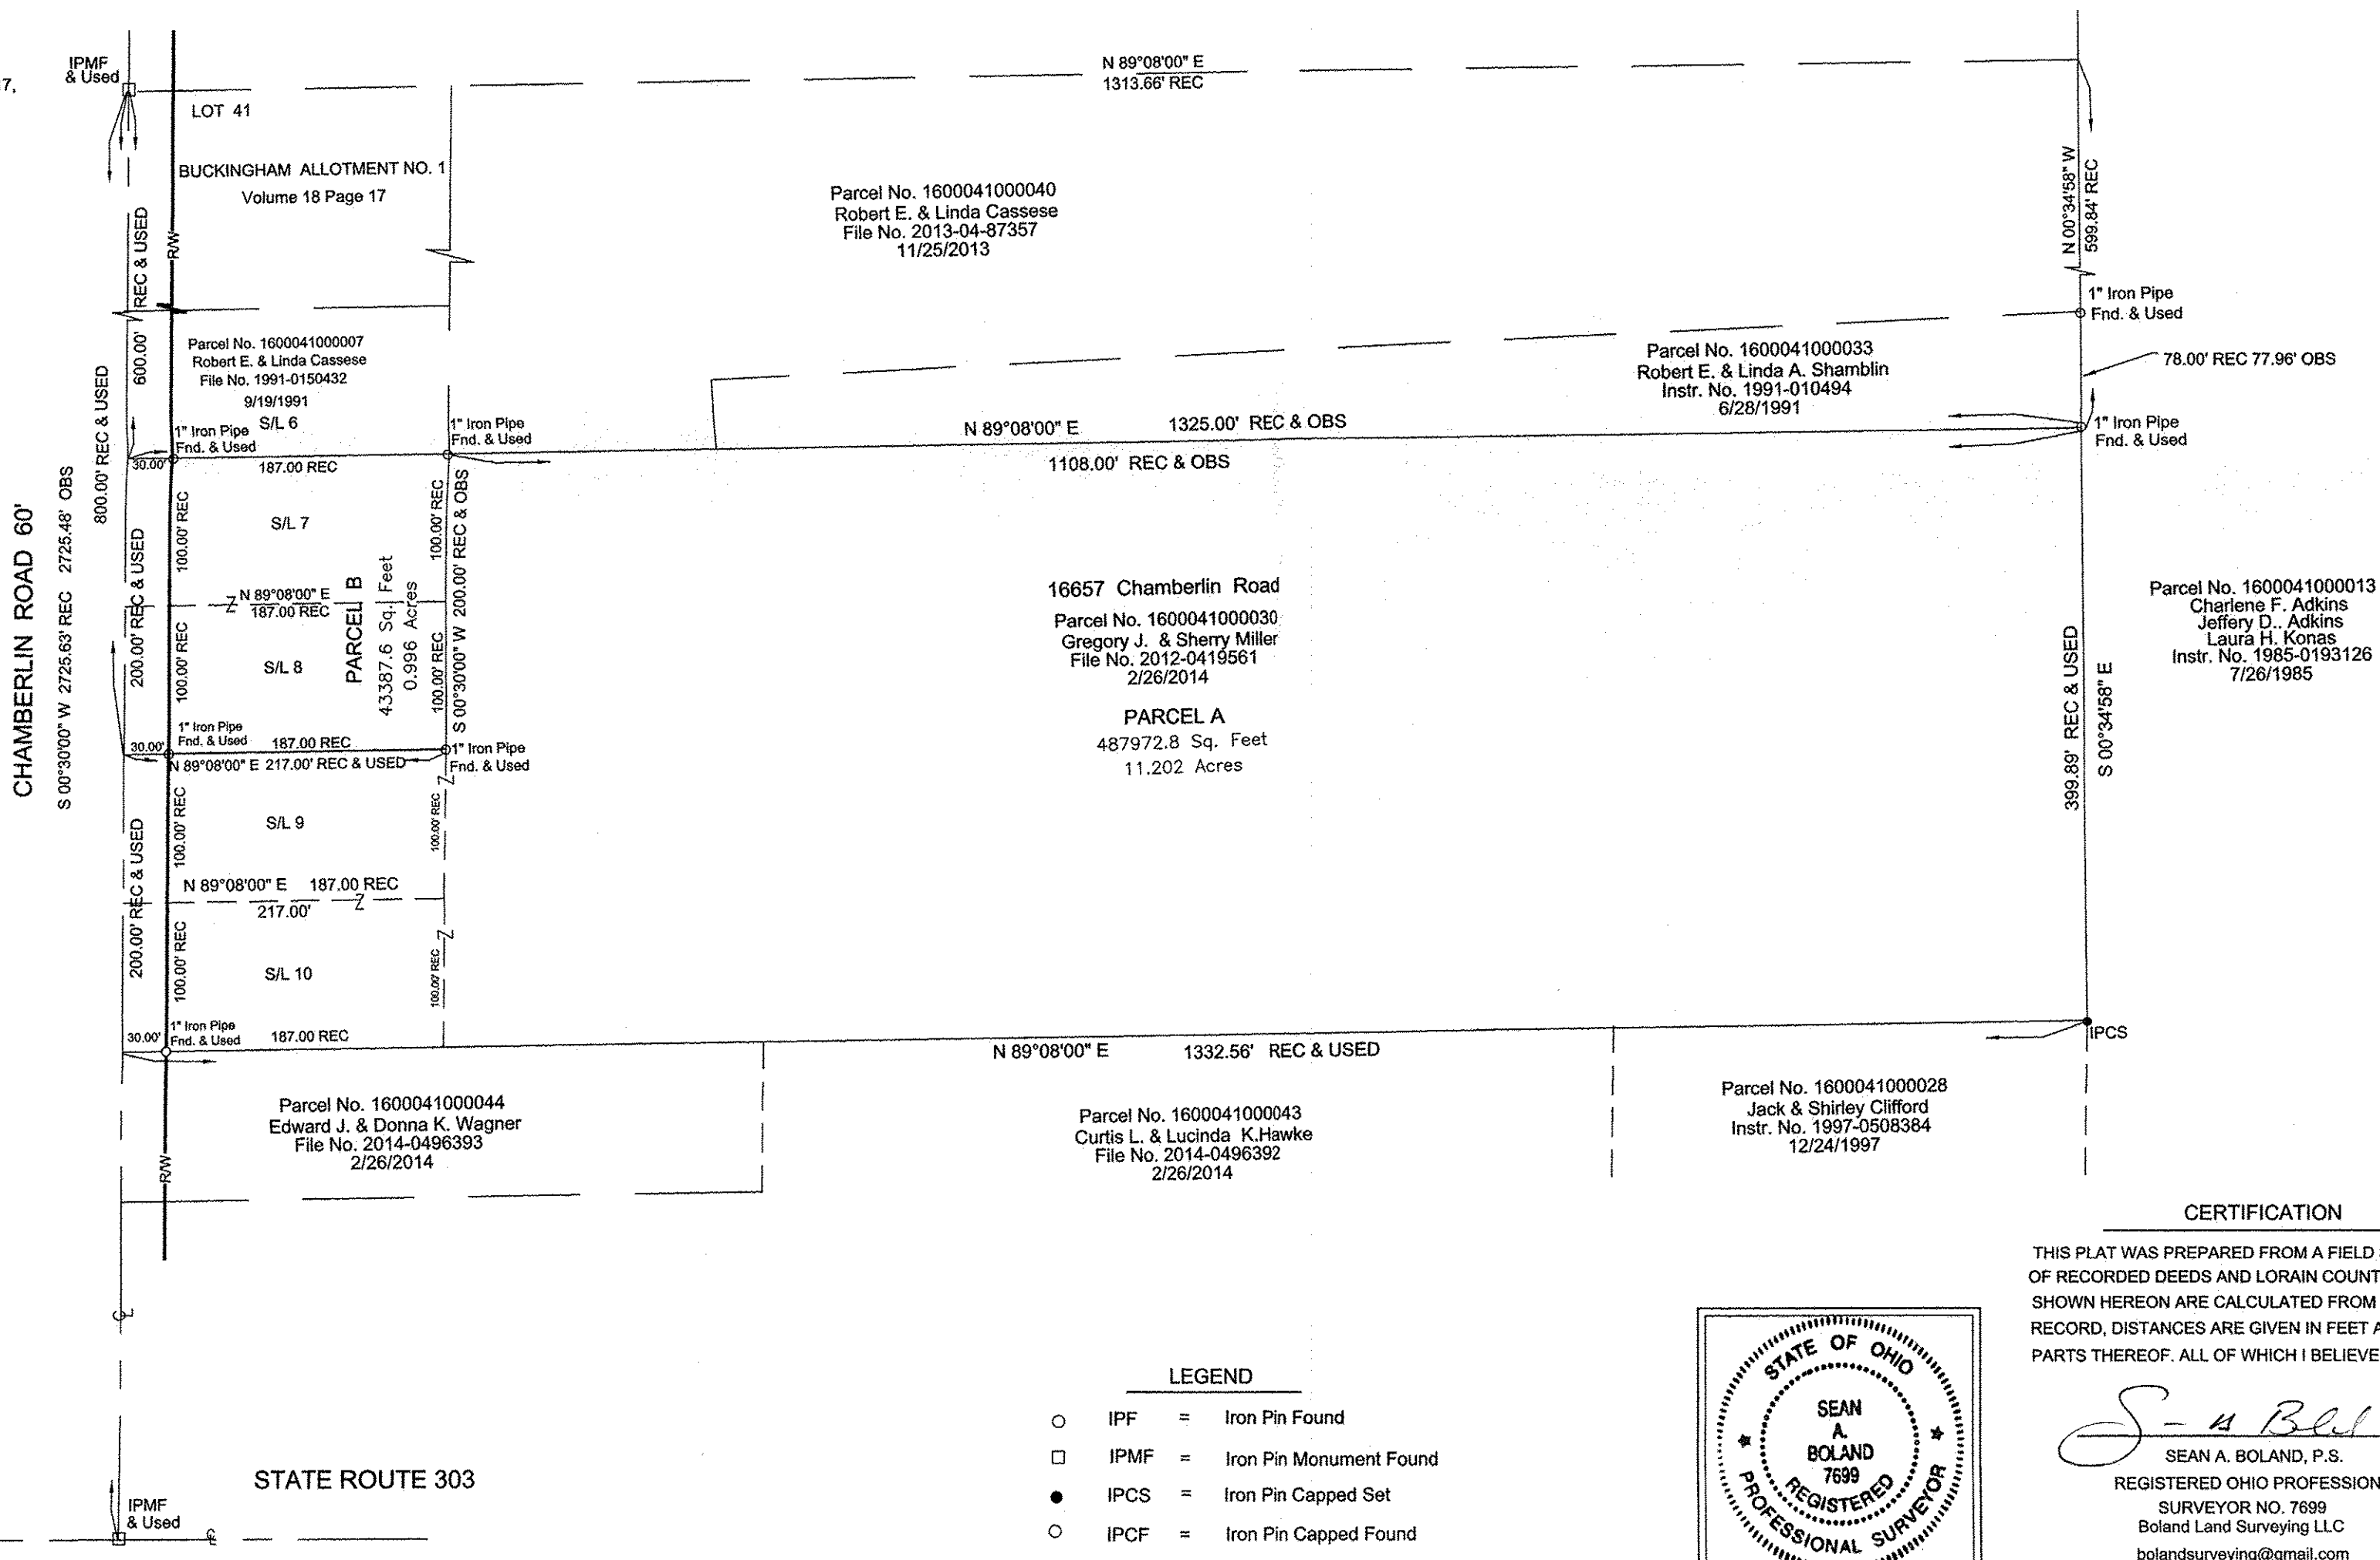 7,
IPMF
& Used
LOT 41
BUCKINGHAM ALLOTMENT NO. 1
Volume 18 Page 17
N 89°08'00" E
1313.66' REC
Parcel No. 1600041000040
Robert E. & Linda Cassese
File No. 2013-04-87357
11/25/2013
N 00°34'58" W
599.84' REC
1" Iron Pipe
Fnd. & Used
78.00' REC 77.96' OBS
1" Iron Pipe
Fnd. & Used
Parcel No. 1600041000033
Robert E. & Linda A. Shamblin
Instr. No. 1991-010494
6/28/1991
R/W
600.00' REC & USED
800.00' REC & USED
Parcel No. 1600041000007
Robert E. & Linda Cassese
File No. 1991-0150432
9/19/1991
S/L 6
1" Iron Pipe
Fnd. & Used
1" Iron Pipe
Fnd. & Used
30.00'
187.00 REC
N 89°08'00" E 1325.00' REC & OBS
1108.00' REC & OBS
CHAMBERLIN ROAD 60'
S 00°30'00" W 2725.63' REC 2725.48' OBS
200.00' REC & USED
100.00' REC
S/L 7
100.00' REC
N 89°08'00" E
187.00 REC
100.00' REC
S/L 8
100.00' REC
PARCEL B
43387.6 Sq. Feet
0.996 Acres
S 00°30'00" W 200.00' REC & OBS
16657 Chamberlin Road
Parcel No. 1600041000030
Gregory J. & Sherry Miller
File No. 2012-0419561
2/26/2014
PARCEL A
487972.8 Sq. Feet
11.202 Acres
399.89' REC & USED
S 00°34'58" E
Parcel No. 1600041000013
Charlene F. Adkins
Jeffery D.. Adkins
Laura H. Konas
Instr. No. 1985-0193126
7/26/1985
1" Iron Pipe
Fnd. & Used
30.00'
187.00 REC
N 89°08'00" E 217.00' REC & USED
1" Iron Pipe
Fnd. & Used
200.00' REC & USED
100.00' REC
S/L 9
100.00' REC
N 89°08'00" E 187.00 REC
217.00'
100.00' REC
S/L 10
100.00' REC
1" Iron Pipe
Fnd. & Used
30.00'
187.00 REC
N 89°08'00" E 1332.56' REC & USED
IPCS
Parcel No. 1600041000044
Edward J. & Donna K. Wagner
File No. 2014-0496393
2/26/2014
Parcel No. 1600041000043
Curtis L. & Lucinda K.Hawke
File No. 2014-0496392
2/26/2014
Parcel No. 1600041000028
Jack & Shirley Clifford
Instr. No. 1997-0508384
12/24/1997
R/W
STATE ROUTE 303
IPMF
& Used
LEGEND
IPF = Iron Pin Found
IPMF = Iron Pin Monument Found
IPCS = Iron Pin Capped Set
IPCF = Iron Pin Capped Found
STATE OF OHIO
SEAN
A.
BOLAND
7699
REGISTERED
PROFESSIONAL SURVEYOR
CERTIFICATION
THIS PLAT WAS PREPARED FROM A FIELD
OF RECORDED DEEDS AND LORAIN COUNT
SHOWN HEREON ARE CALCULATED FROM
RECORD, DISTANCES ARE GIVEN IN FEET A
PARTS THEREOF. ALL OF WHICH I BELIEVE
SEAN A. BOLAND, P.S.
REGISTERED OHIO PROFESSION
SURVEYOR NO. 7699
Boland Land Surveying LLC
bolandsurveying@gmail.com